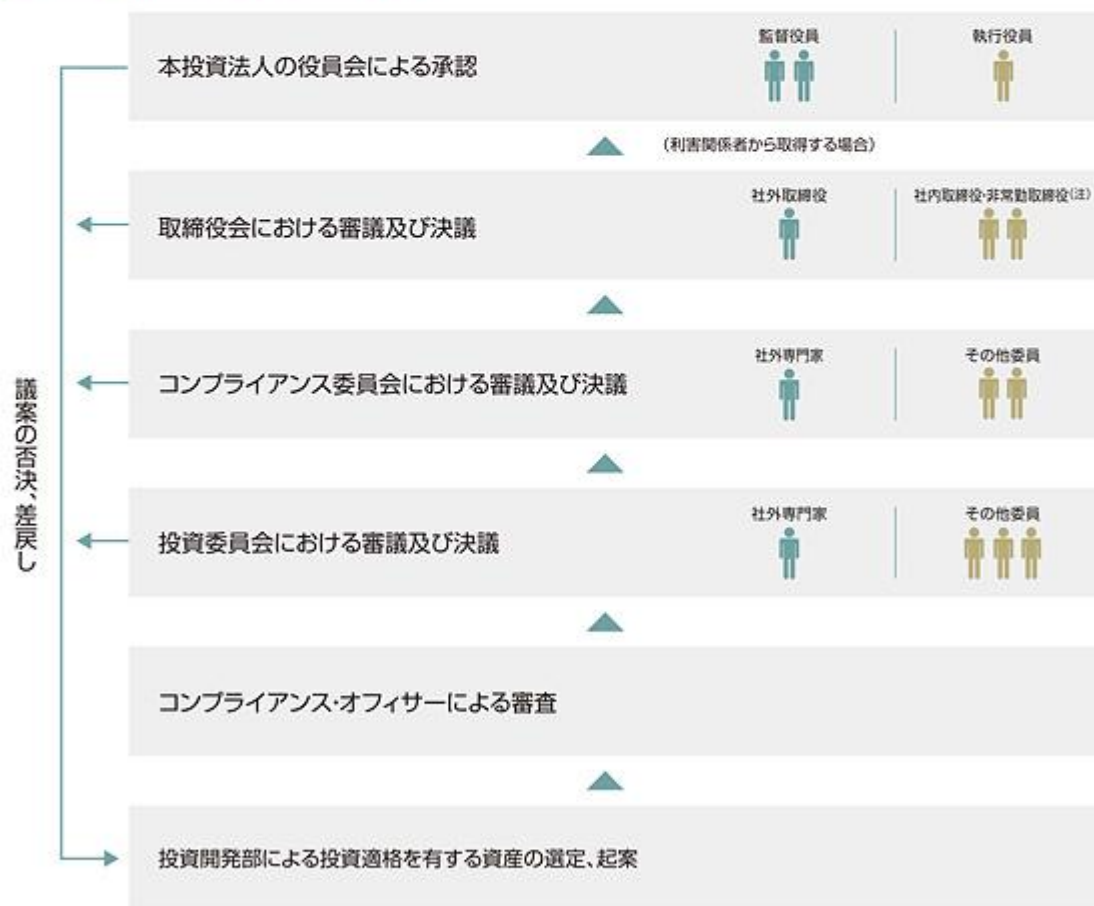 監督役員
執行役員
本投資法人の役員会による承認
(利害関係者から取得する場合)
社外取締役
社内取締役・非常勤取締役(注)
取締役会における審議及び決議
社外専門家
その他委員
コンプライアンス委員会における審議及び決議
社外専門家
その他委員
投資委員会における審議及び決議
コンプライアンス・オフィサーによる審査
投資開発部による投資適格を有する資産の選定、起案
議案の否決、差戻し